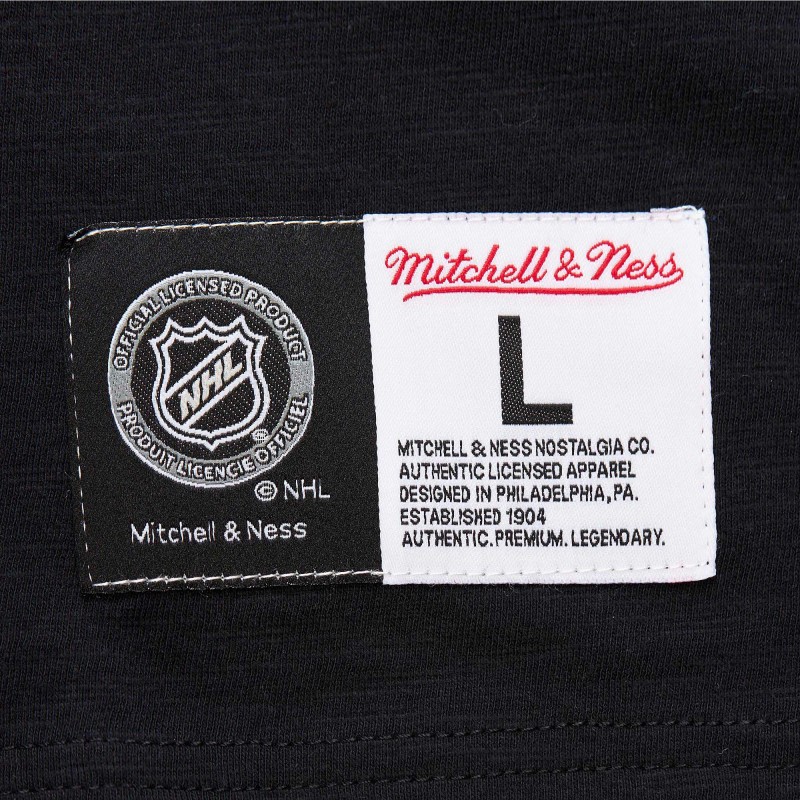 OFFICIAL LICENSED PRODUCT
NHL
PRODUIT LICENCIE OFFICIEL
© NHL
Mitchell & Ness
Mitchell & Ness
L
MITCHELL & NESS NOSTALGIA CO.
AUTHENTIC LICENSED APPAREL
DESIGNED IN PHILADELPHIA, PA.
ESTABLISHED 1904
AUTHENTIC. PREMIUM. LEGENDARY.